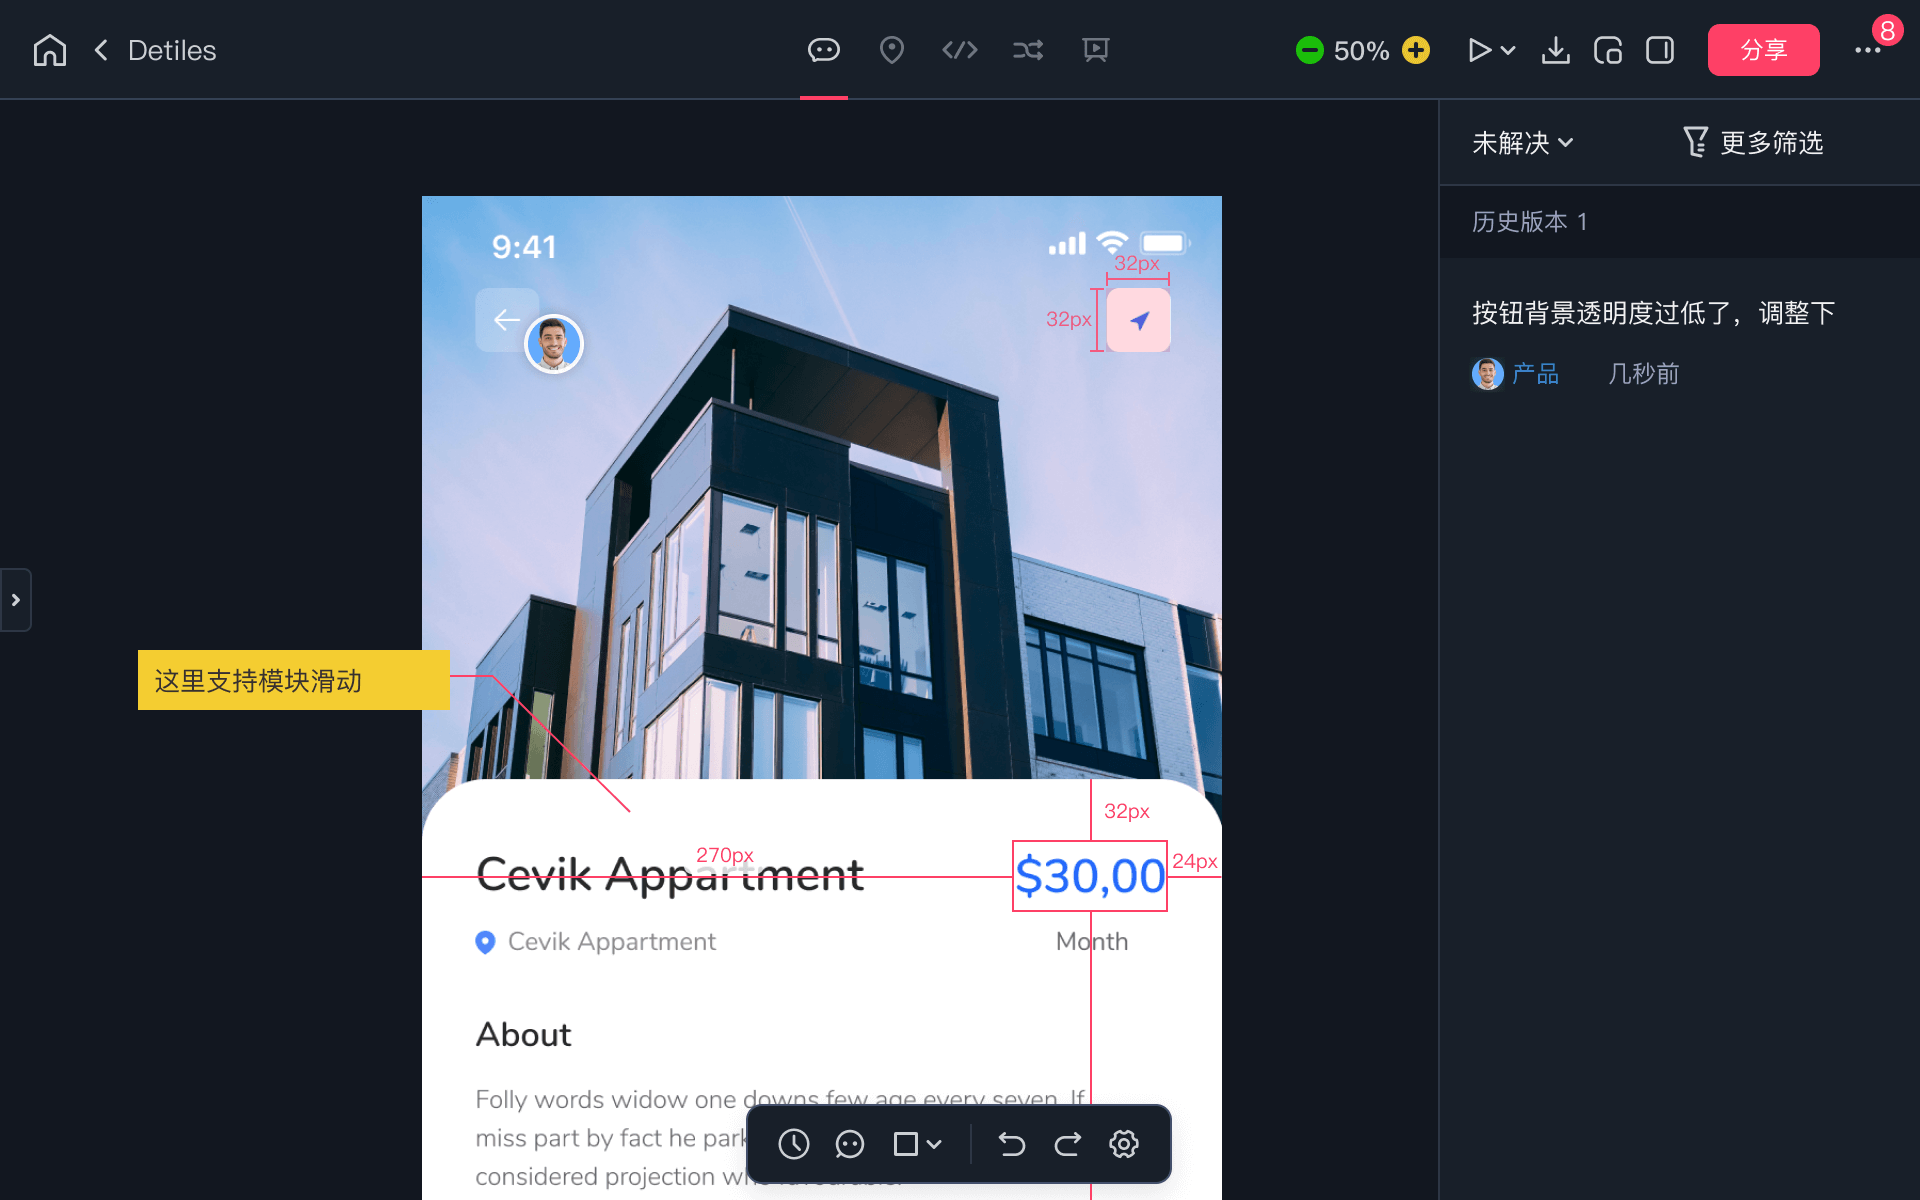 Detiles
50%
分享
8
未解决
更多筛选
历史版本 1
按钮背景透明度过低了，调整下
产品
几秒前
9:41
32px
32px
这里支持模块滑动
32px
270px
Cevik Appartment
$30,00
24px
Cevik Appartment
Month
About
Folly words widow one downs few age every seven. If
miss part by fact he park
considered projection